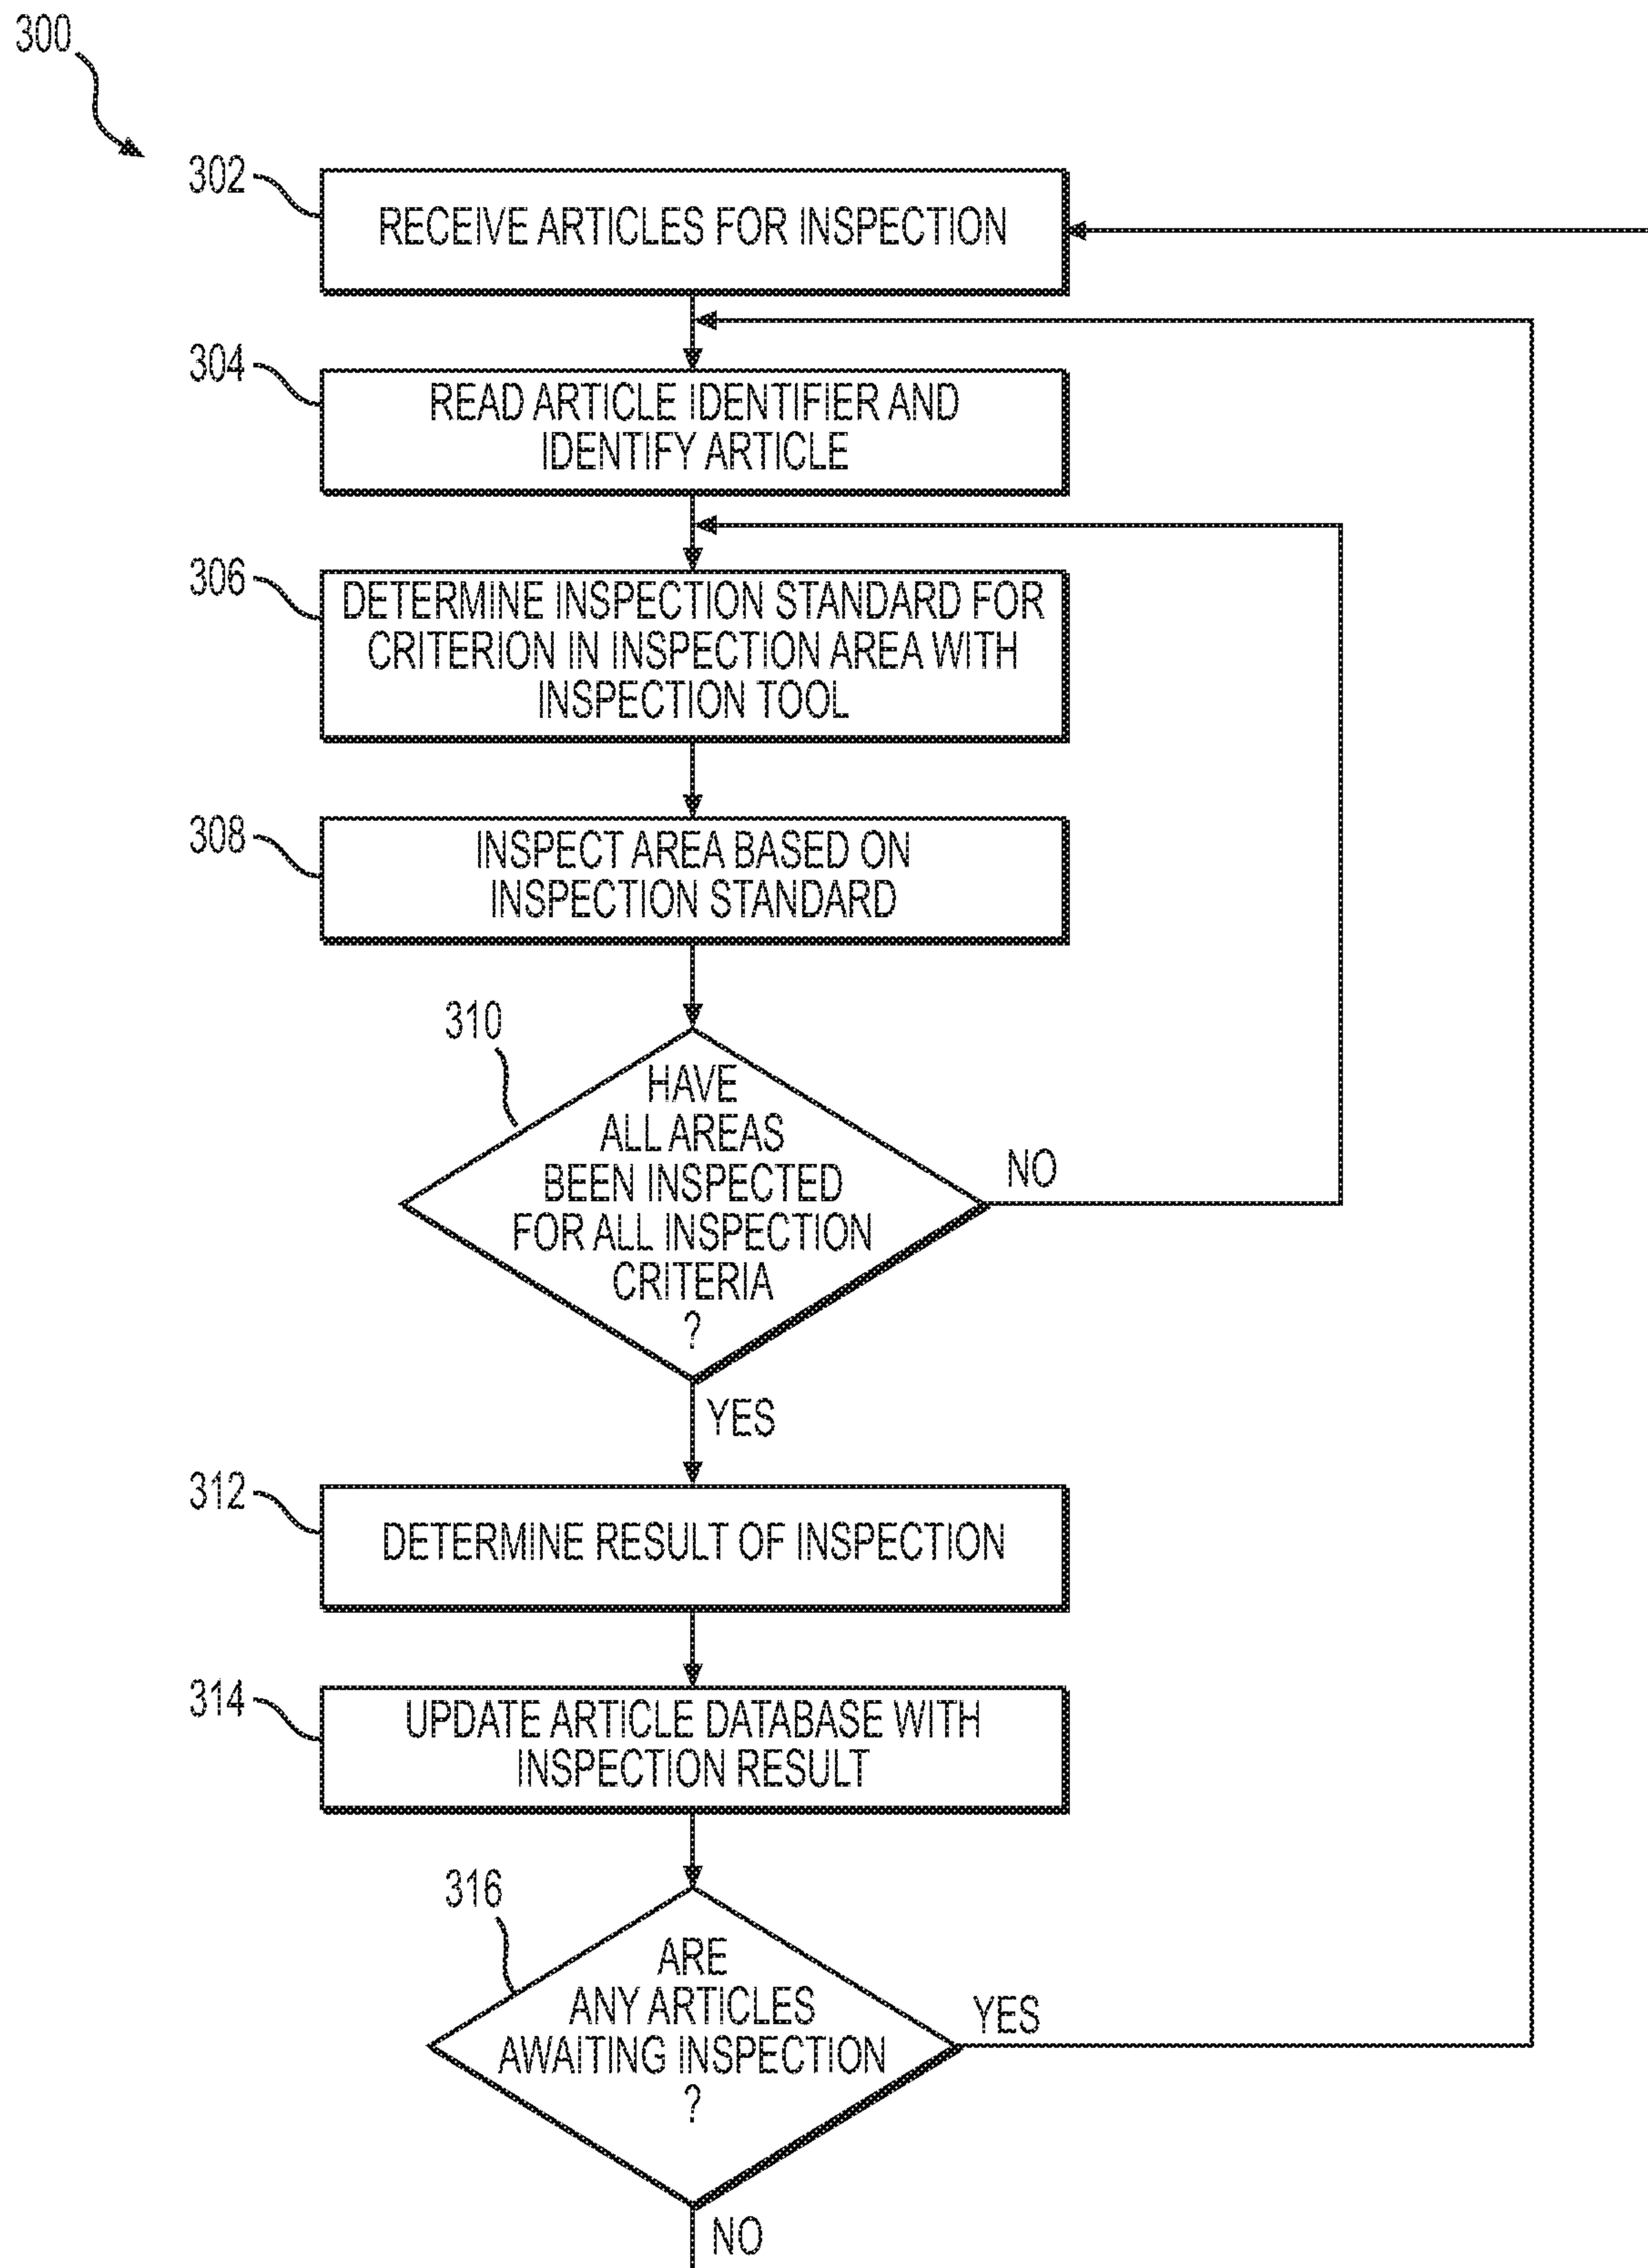 300
302
RECEIVE ARTICLES FOR INSPECTION
304
READ ARTICLE IDENTIFIER AND
IDENTIFY ARTICLE
306
DETERMINE INSPECTION STANDARD FOR
CRITERION IN INSPECTION AREA WITH
INSPECTION TOOL
308
INSPECT AREA BASED ON
INSPECTION STANDARD
310
HAVE
ALL AREAS
BEEN INSPECTED
FOR ALL INSPECTION
CRITERIA
?
NO
YES
312
DETERMINE RESULT OF INSPECTION
314
UPDATE ARTICLE DATABASE WITH
INSPECTION RESULT
316
ARE
ANY ARTICLES
AWAITING INSPECTION
?
YES
NO